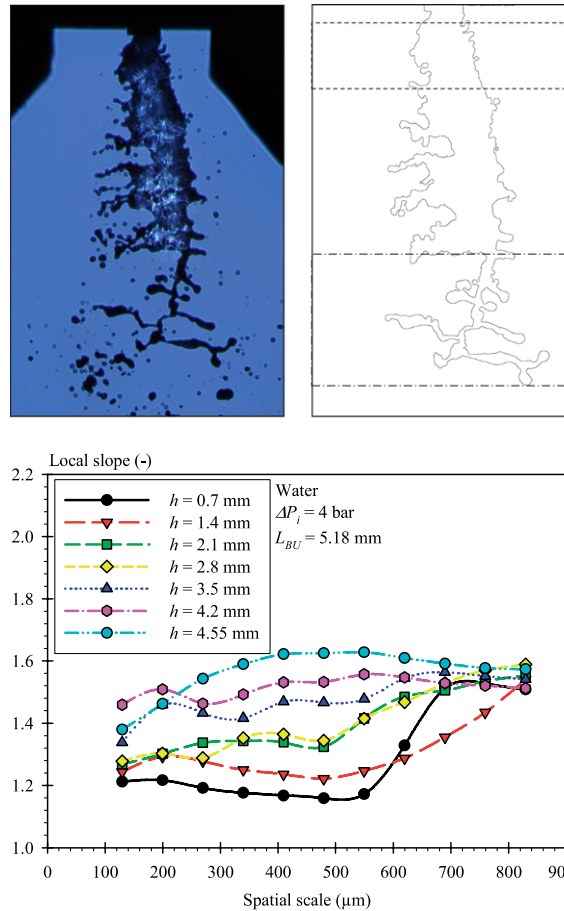 Local slope (-)
2.2
2.0
1.8
1.6
1.4
1.2
1.0
h = 0.7 mm
h = 1.4 mm
h = 2.1 mm
h = 2.8 mm
h = 3.5 mm
h = 4.2 mm
h = 4.55 mm
Water
ΔP_i = 4 bar
L_BU = 5.18 mm
0 100 200 300 400 500 600 700 800 900
Spatial scale (µm)